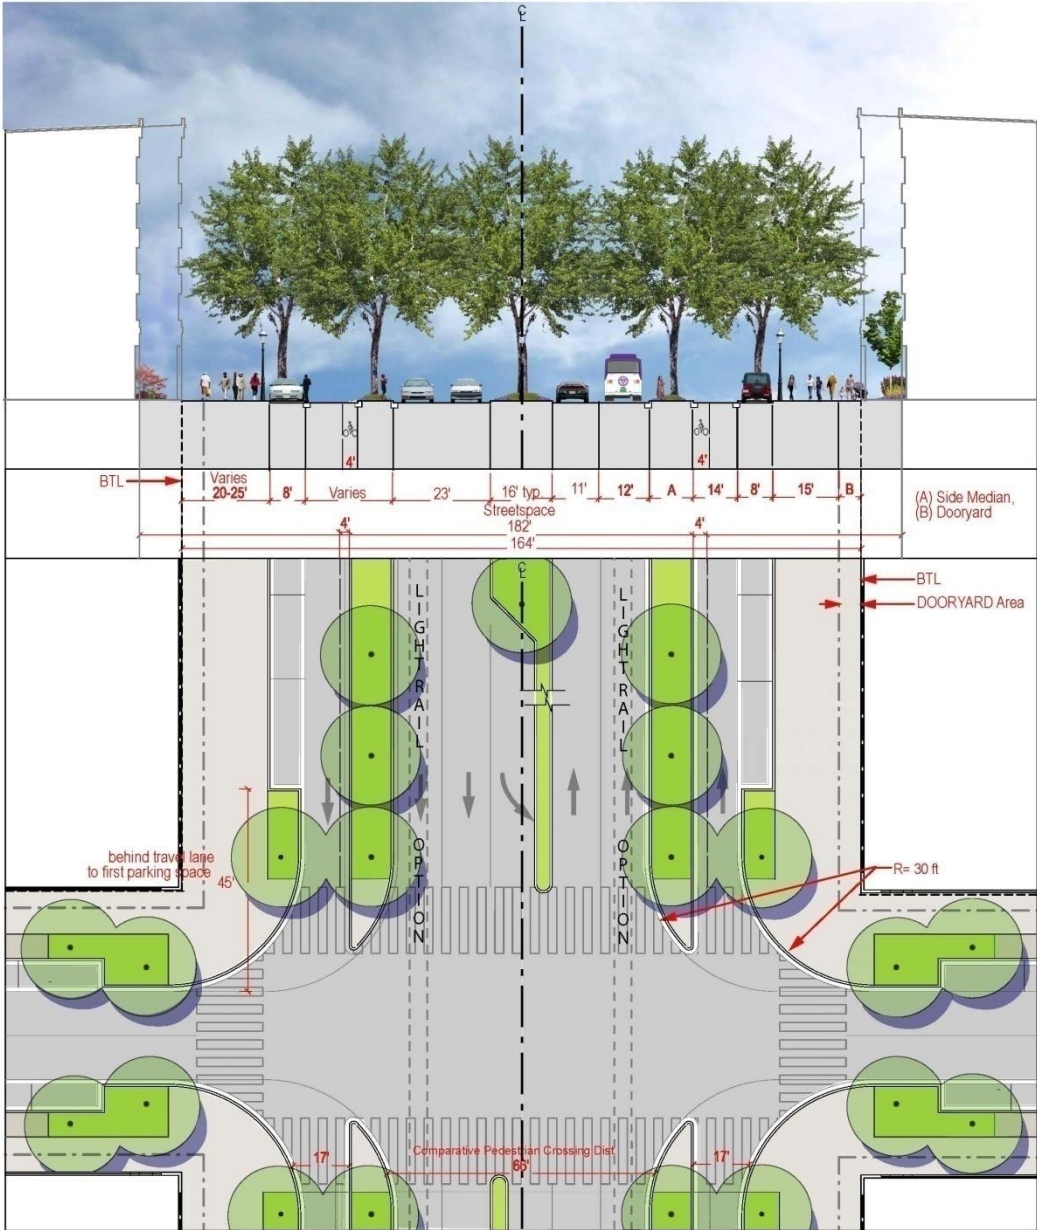 ℄
4'
4'
BTL
Varies
20-25'
8'
Varies
23'
16' typ.
11'
12'
A
14'
8'
15'
B
(A) Side Median,
(B) Dooryard
Streetspace
182'
4'
4'
164'
℄
BTL
DOORYARD Area
LIGHT RAIL OPTION
LIGHT RAIL OPTION
behind travel lane
to first parking space
45'
R= 30 ft
Comparative Pedestrian Crossing Dist.
17'
66'
17'